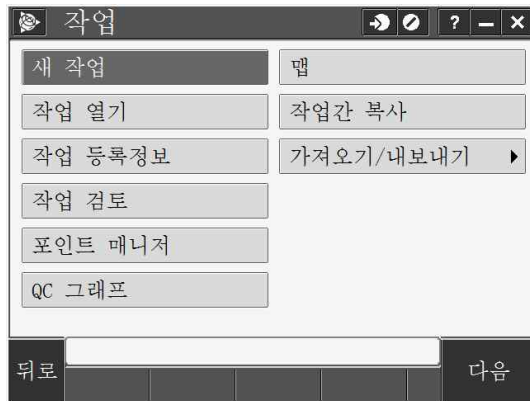 작업
?
새 작업
작업 열기
작업 등록정보
작업 검토
포인트 매니저
QC 그래프
맵
작업간 복사
가져오기/내보내기
뒤로
다음